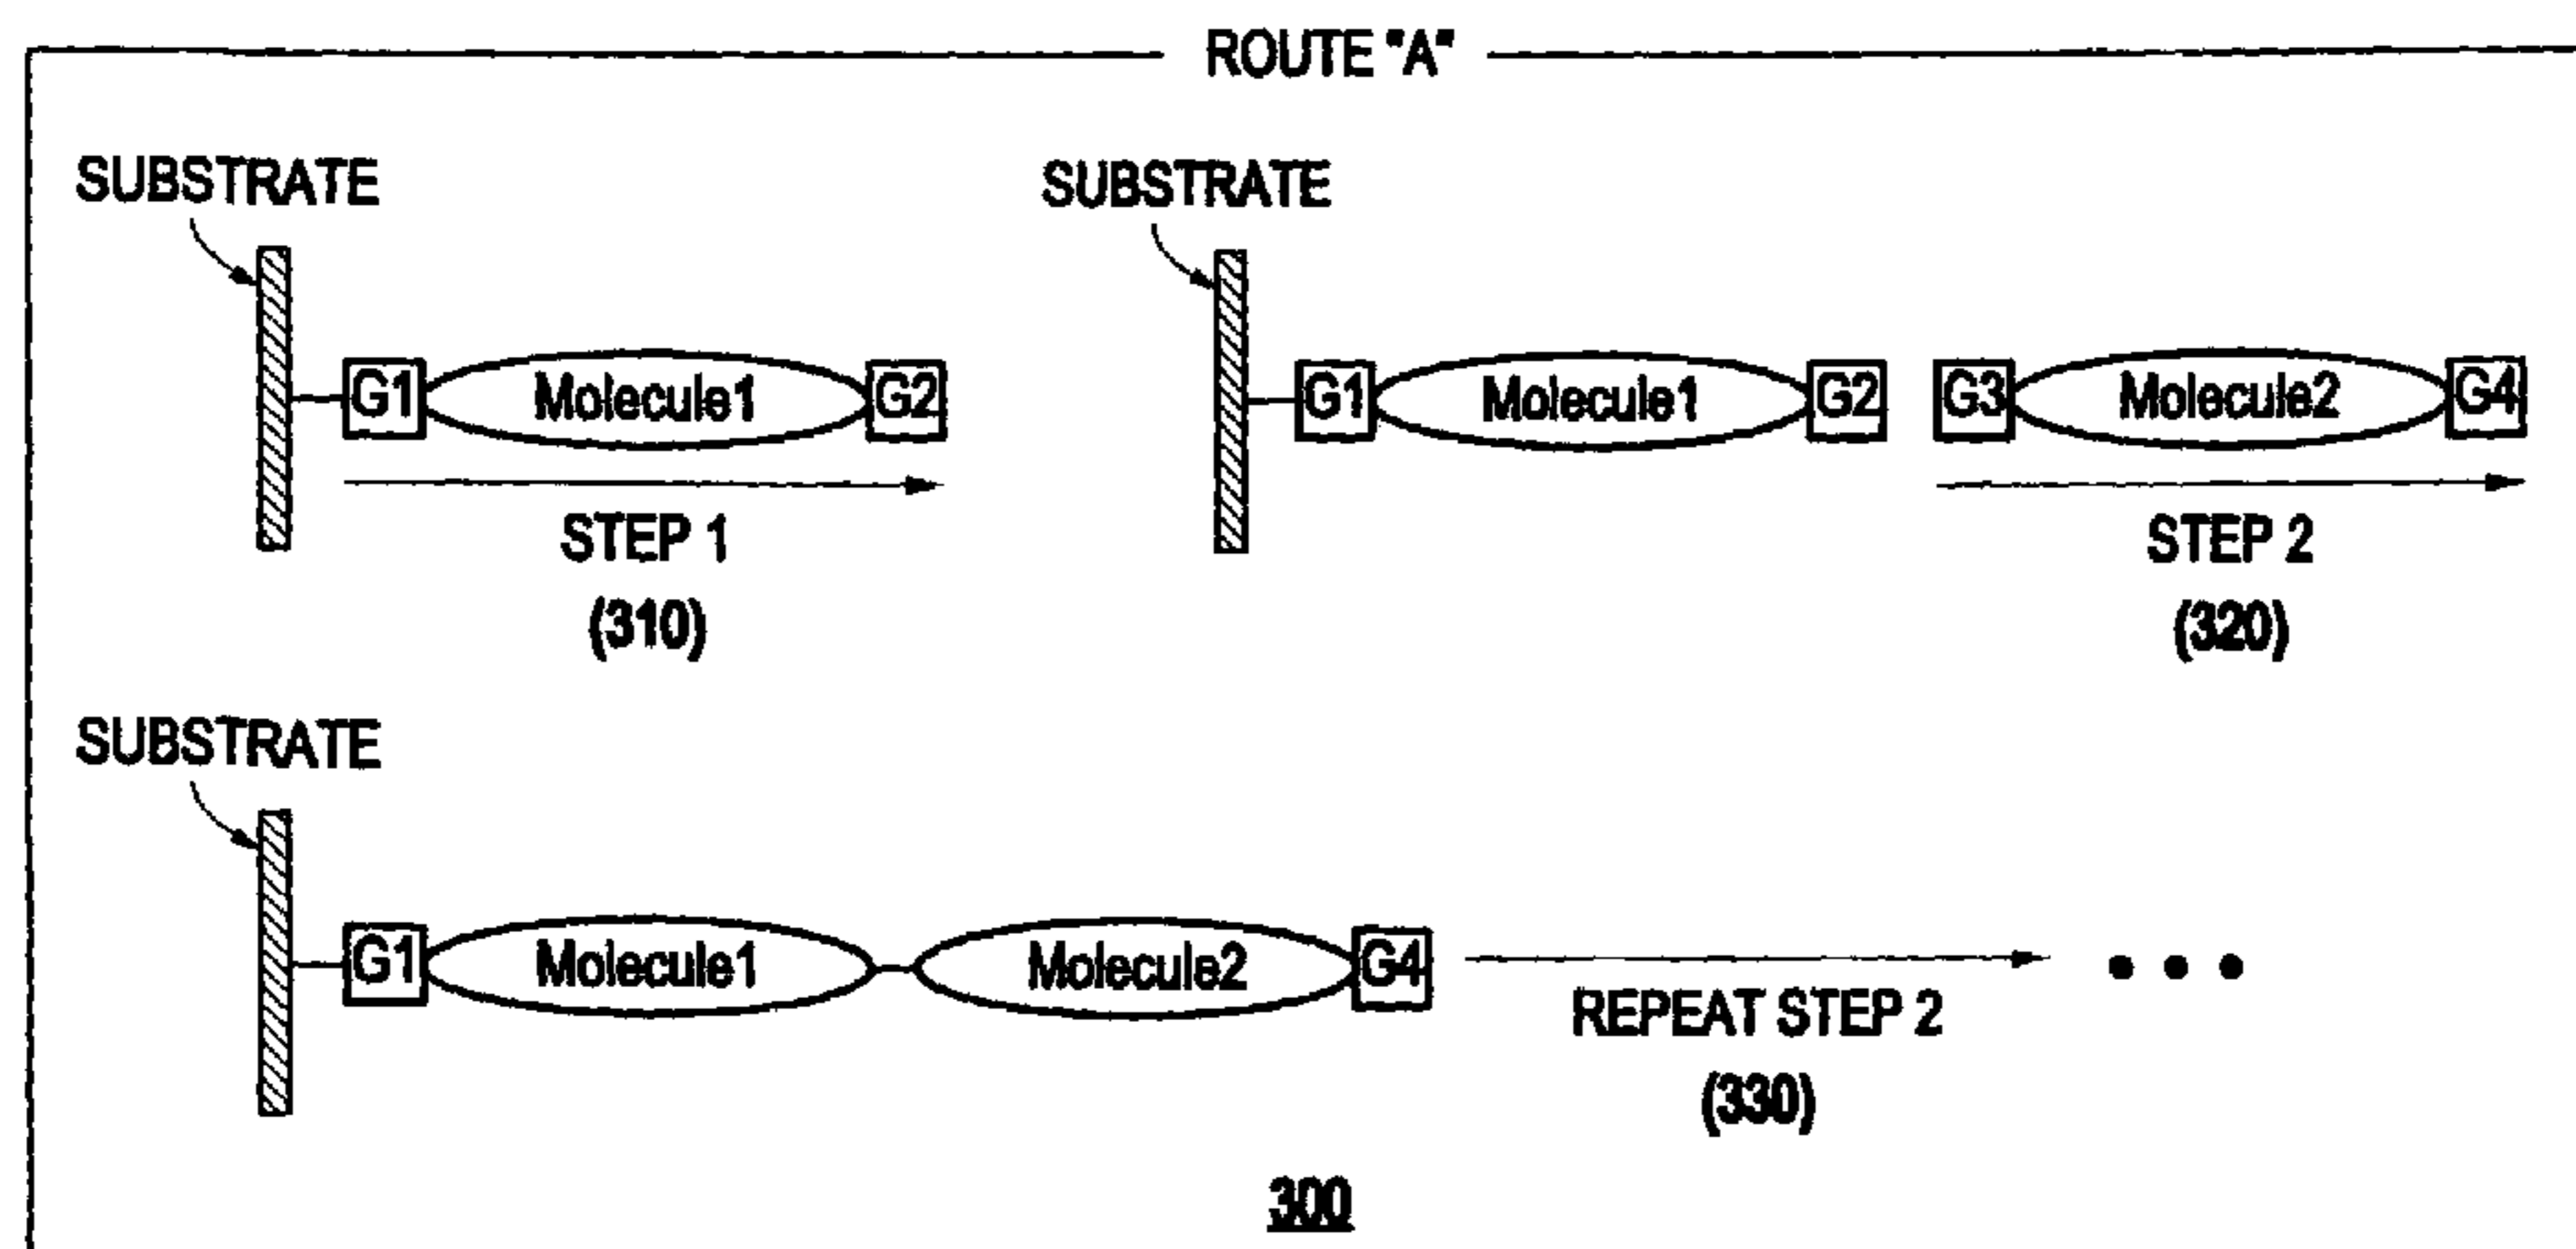 ROUTE "A"
SUBSTRATE
SUBSTRATE
G1 Molecule1 G2
G1 Molecule1 G2 G3 Molecule2 G4
STEP 1
(310)
STEP 2
(320)
SUBSTRATE
G1 Molecule1 Molecule2 G4
REPEAT STEP 2
(330)
300